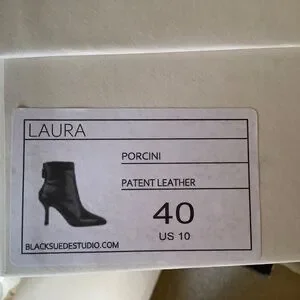 LAURA
PORCINI
PATENT LEATHER
40
US 10
BLACKSUEDESTUDIO.COM